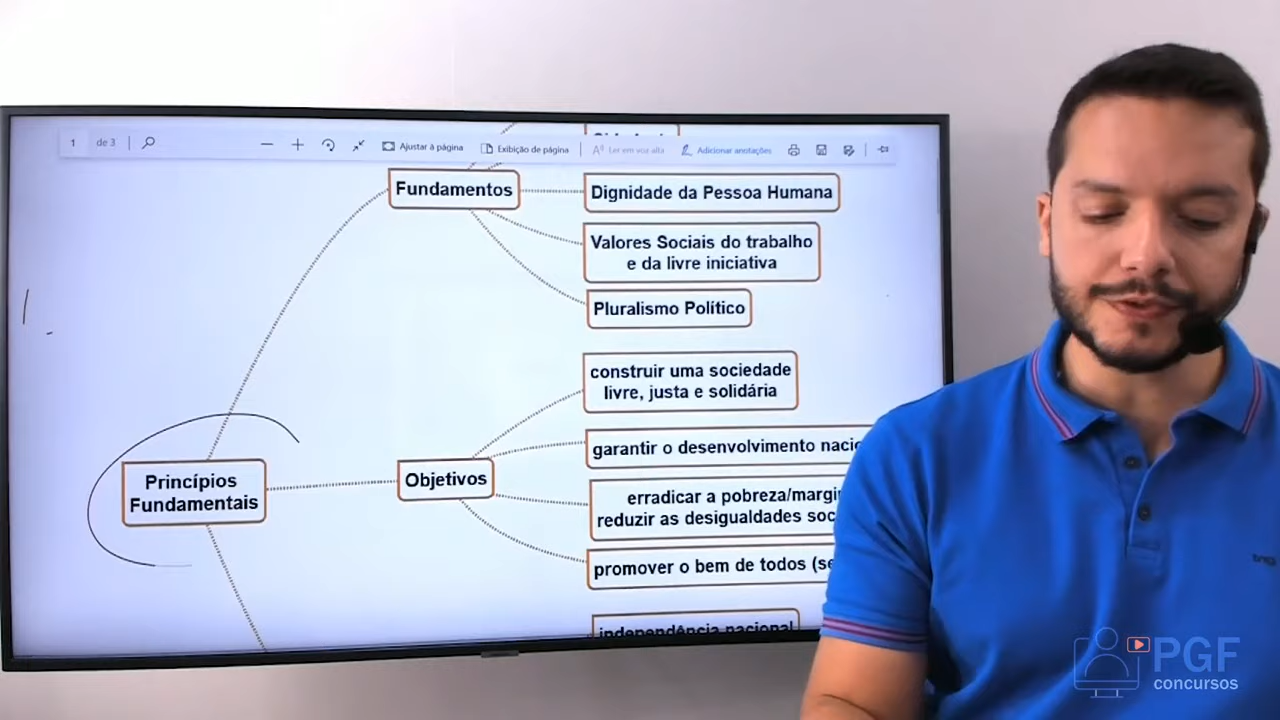 1
de 3
Ajustar à página
Exibição de página
Ler em voz alta
Adicionar anotações
Fundamentos
Dignidade da Pessoa Humana
Valores Sociais do trabalho
e da livre iniciativa
Pluralismo Político
construir uma sociedade
livre, justa e solidária
garantir o desenvolvimento nacio
Princípios
Fundamentais
Objetivos
erradicar a pobreza/margin
reduzir as desigualdades soc
promover o bem de todos (se
independência nacional
PGF
concursos